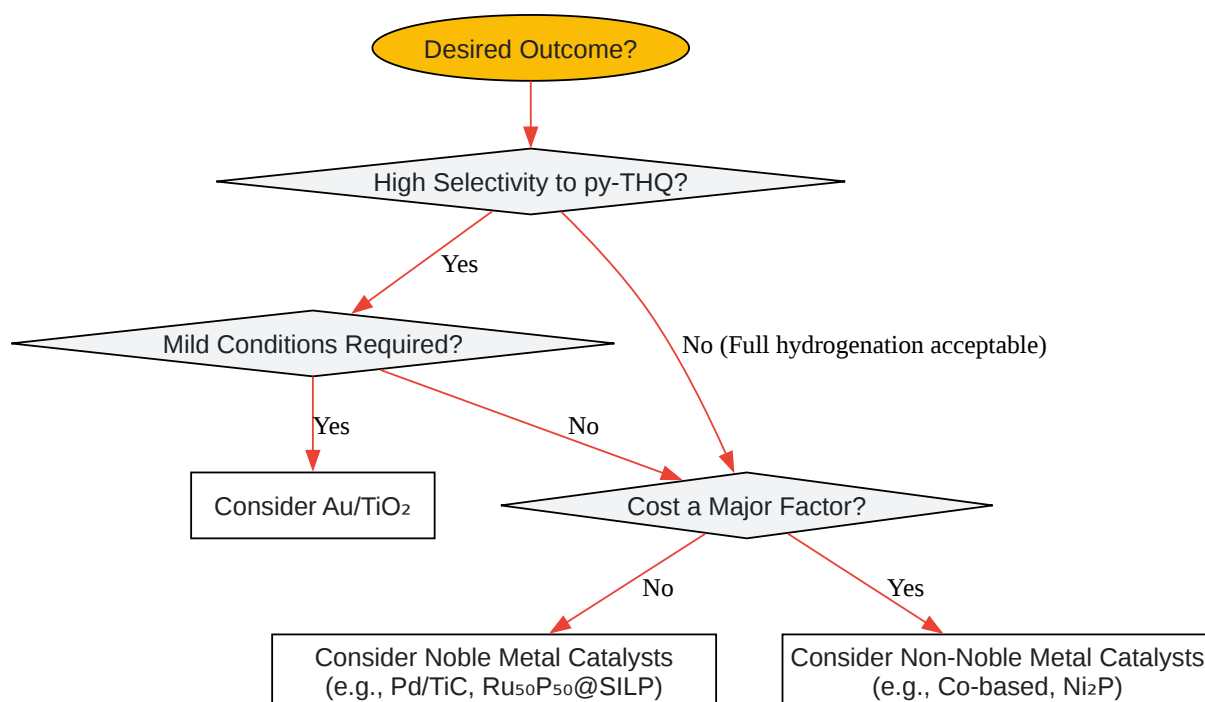 Desired Outcome?
High Selectivity to py-THQ?
Yes
Mild Conditions Required?
No (Full hydrogenation acceptable)
Yes
No
Consider Au/TiO₂
Cost a Major Factor?
No
Yes
Consider Noble Metal Catalysts
(e.g., Pd/TiC, Ru₅₀P₅₀@SILP)
Consider Non-Noble Metal Catalysts
(e.g., Co-based, Ni₂P)